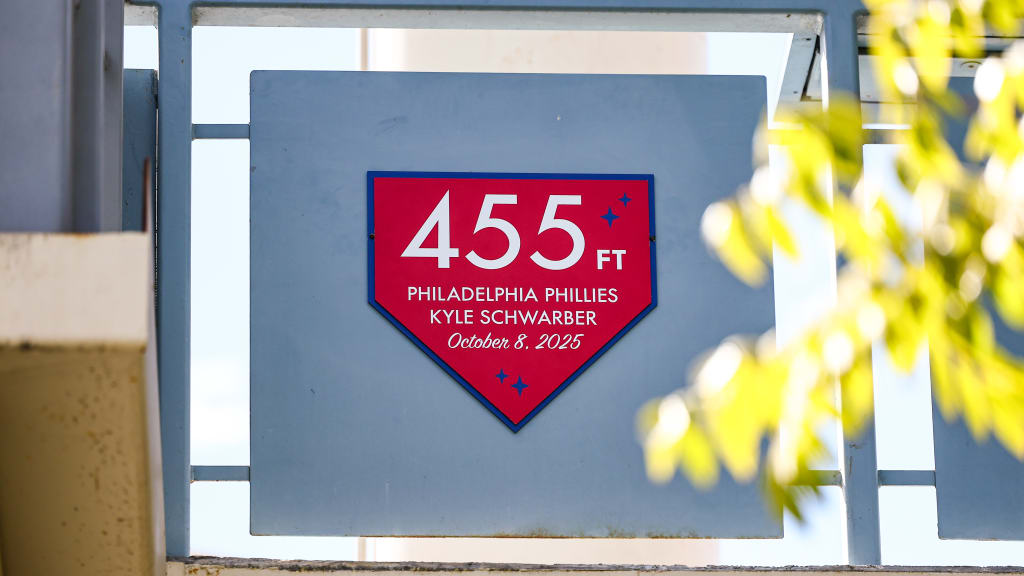 455 FT
PHILADELPHIA PHILLIES
KYLE SCHWARBER
October 8, 2025